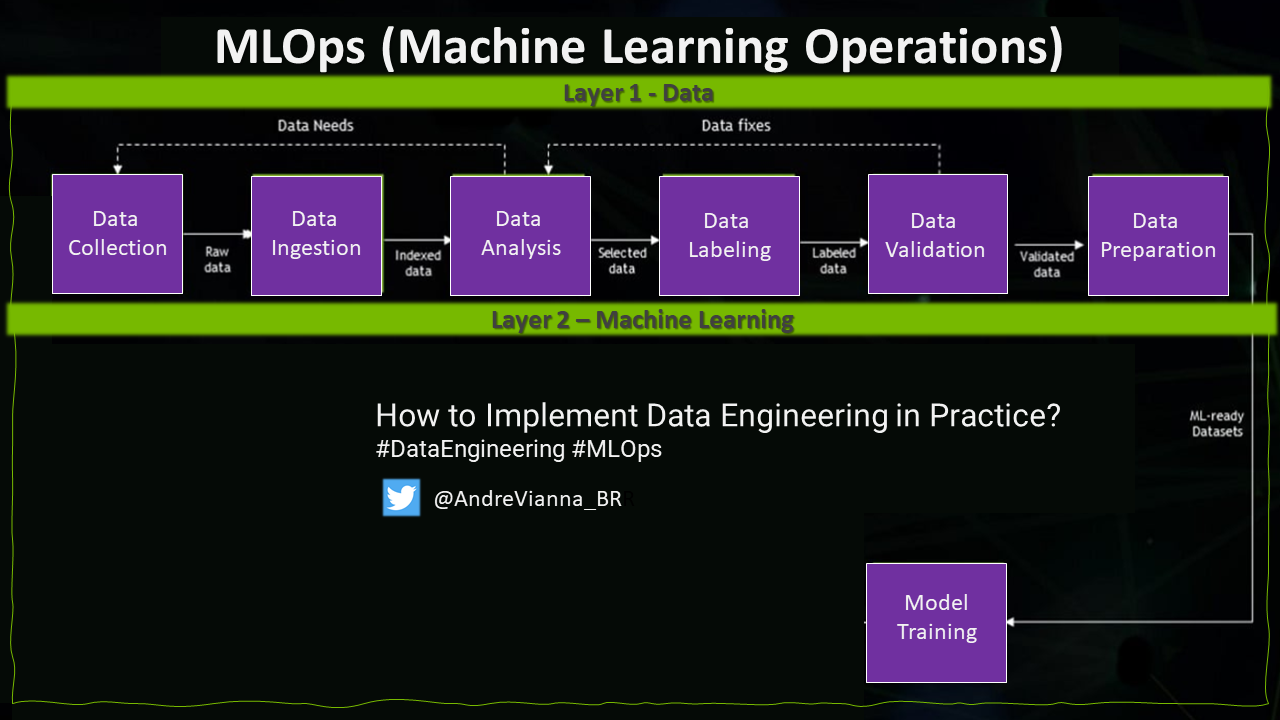 MLOps (Machine Learning Operations)
Layer 1 - Data
Data Needs
Data fixes
Data
Collection
Raw
data
Data
Ingestion
Indexed
data
Data
Analysis
Selected
data
Data
Labeling
Labeled
data
Data
Validation
Validated
data
Data
Preparation
Layer 2 – Machine Learning
How to Implement Data Engineering in Practice?
#DataEngineering #MLOps
@AndreVianna_BR
ML-ready
Datasets
Model
Training